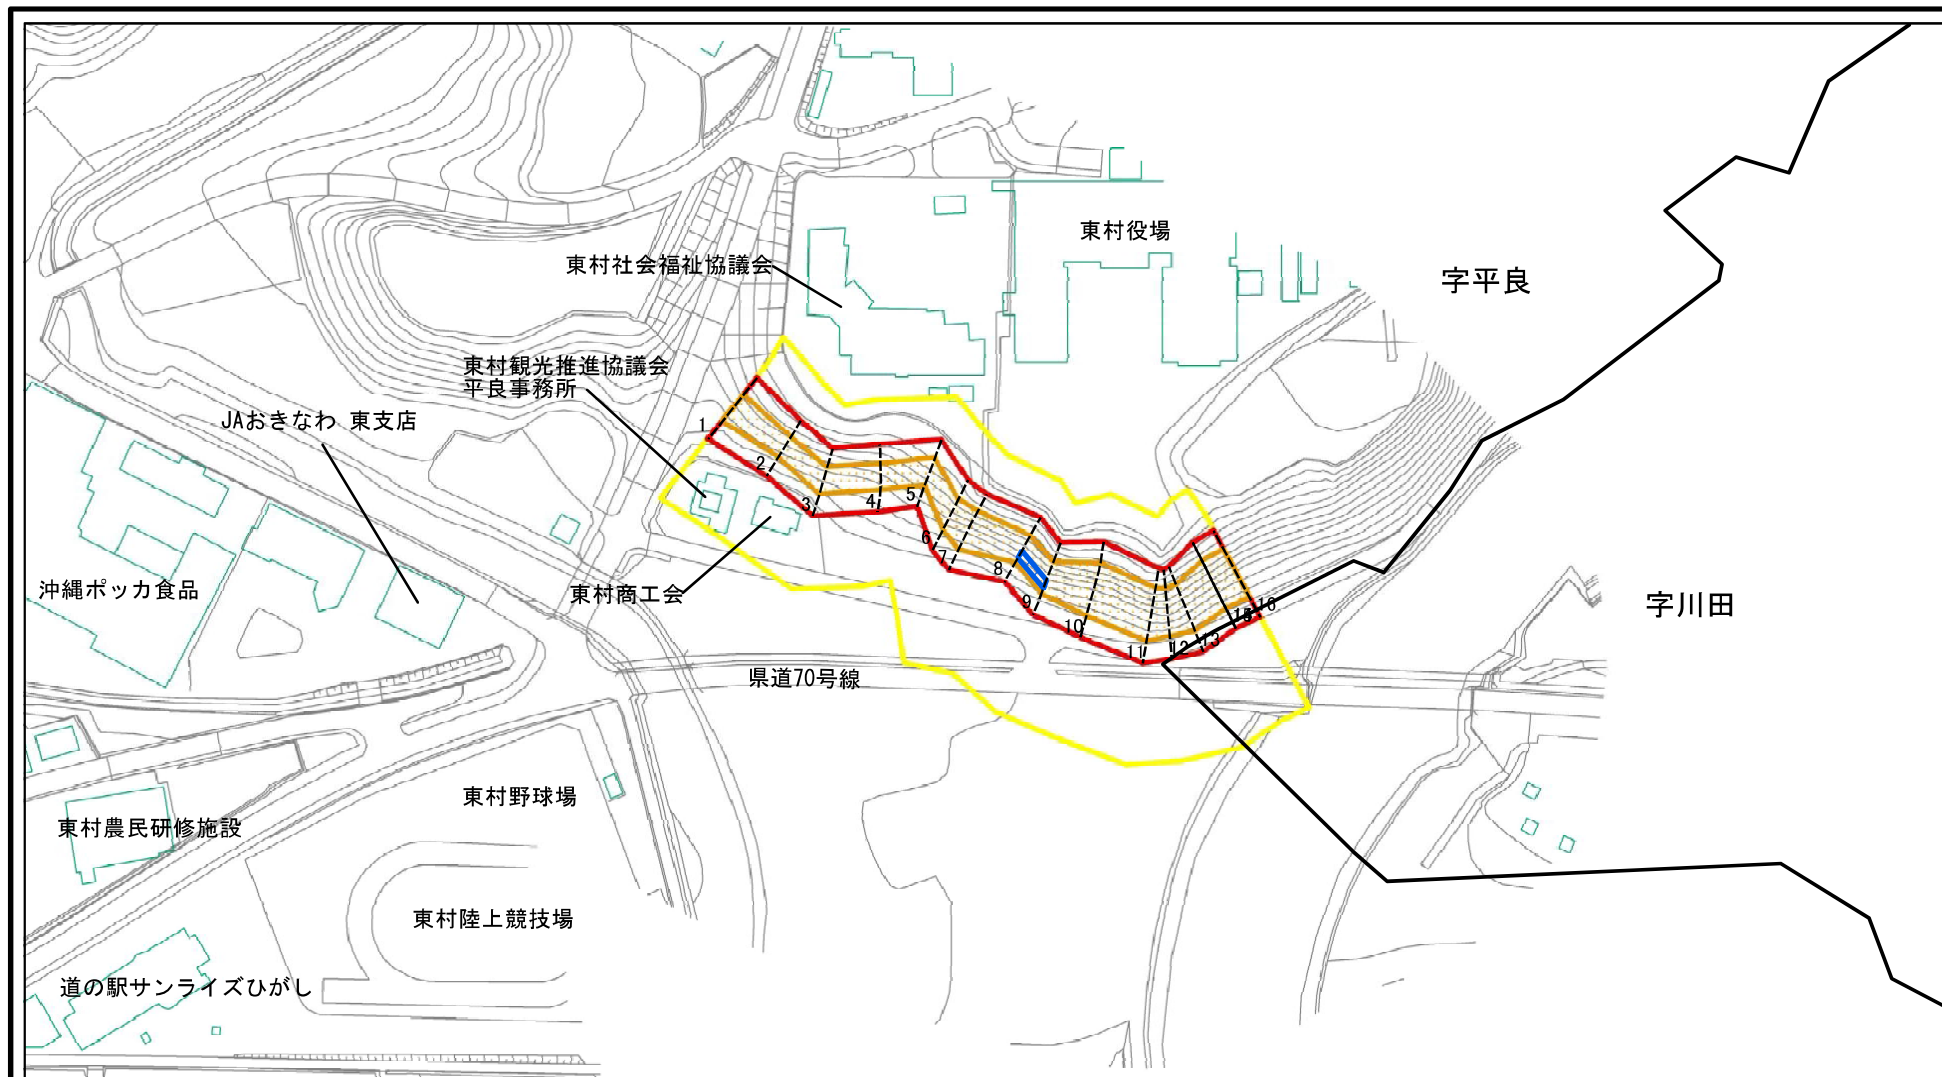 東村役場
東村社会福祉協議会
字平良
東村観光推進協議会
平良事務所
JAおきなわ 東支店
1
2
3
4
5
6
7
8
9
10
11
12
13
16
沖縄ポッカ食品
東村商工会
字川田
県道70号線
東村野球場
東村農民研修施設
東村陸上競技場
道の駅サンライズひがし